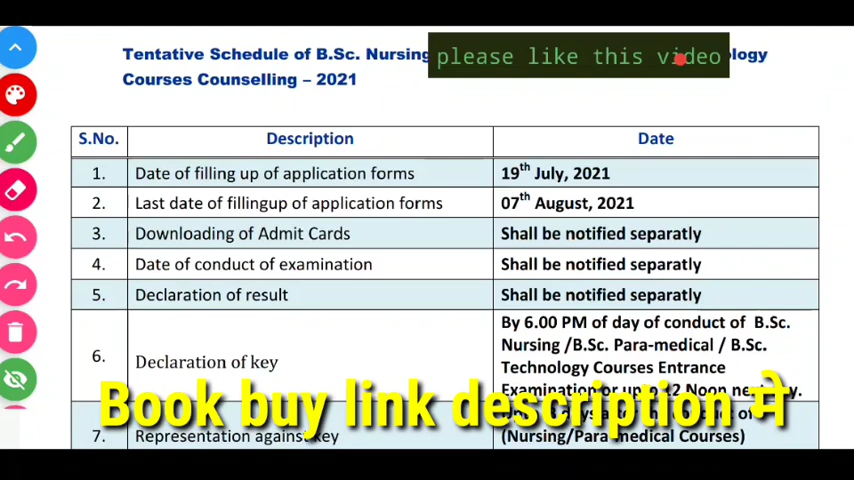 Tentative Schedule of B.Sc. Nursing
please like this video
Courses Counselling – 2021
S.No. Description Date
1. Date of filling up of application forms 19th July, 2021
2. Last date of fillingup of application forms 07th August, 2021
3. Downloading of Admit Cards Shall be notified separatly
4. Date of conduct of examination Shall be notified separatly
5. Declaration of result Shall be notified separatly
6. Declaration of key By 6.00 PM of day of conduct of B.Sc.
Nursing /B.Sc. Para-medical / B.Sc.
Technology Courses Entrance
Examination or upto 12 Noon
Book buy link description मे
7. Representation against key (Nursing/Para medical Courses)